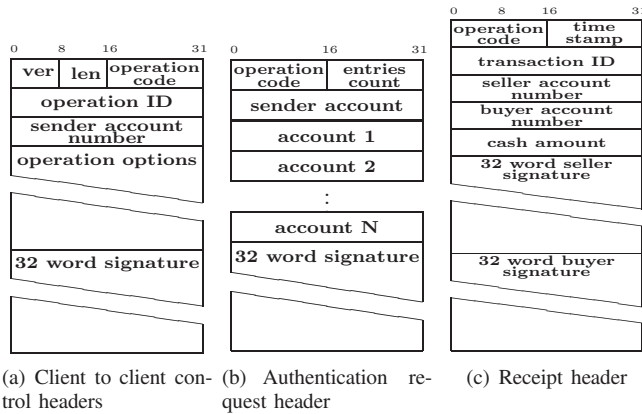 0 8 16 31
ver len operation code
operation ID
sender account number
operation options
32 word signature
(a) Client to client con-
trol headers
0 16 31
operation code entries count
sender account
account 1
account 2
:
account N
32 word signature
(b) Authentication re-
quest header
0 8 16 31
operation code time stamp
transaction ID
seller account number
buyer account number
cash amount
32 word seller signature
32 word buyer signature
(c) Receipt header